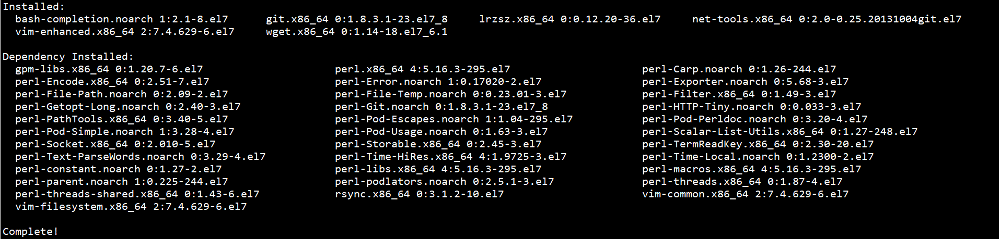 Installed:
bash-completion.noarch 1:2.1-8.el7 git.x86_64 0:1.8.3.1-23.el7_8 lrzsz.x86_64 0:0.12.20-36.el7 net-tools.x86_64 0:2.0-0.25.20131004git.el7
vim-enhanced.x86_64 2:7.4.629-6.el7 wget.x86_64 0:1.14-18.el7_6.1
Dependency Installed:
gpm-libs.x86_64 0:1.20.7-6.el7 perl.x86_64 4:5.16.3-295.el7 perl-Carp.noarch 0:1.26-244.el7
perl-Encode.x86_64 0:2.51-7.el7 perl-Error.noarch 1:0.17020-2.el7 perl-Exporter.noarch 0:5.68-3.el7
perl-File-Path.noarch 0:2.09-2.el7 perl-File-Temp.noarch 0:0.23.01-3.el7 perl-Filter.x86_64 0:1.49-3.el7
perl-Getopt-Long.noarch 0:2.40-3.el7 perl-Git.noarch 0:1.8.3.1-23.el7_8 perl-HTTP-Tiny.noarch 0:0.033-3.el7
perl-PathTools.x86_64 0:3.40-5.el7 perl-Pod-Escapes.noarch 1:1.04-295.el7 perl-Pod-Perldoc.noarch 0:3.20-4.el7
perl-Pod-Simple.noarch 1:3.28-4.el7 perl-Pod-Usage.noarch 0:1.63-3.el7 perl-Scalar-List-Utils.x86_64 0:1.27-248.el7
perl-Socket.x86_64 0:2.010-5.el7 perl-Storable.x86_64 0:2.45-3.el7 perl-TermReadKey.x86_64 0:2.30-20.el7
perl-Text-ParseWords.noarch 0:3.29-4.el7 perl-Time-HiRes.x86_64 4:1.9725-3.el7 perl-Time-Local.noarch 0:1.2300-2.el7
perl-constant.noarch 0:1.27-2.el7 perl-libs.x86_64 4:5.16.3-295.el7 perl-macros.x86_64 4:5.16.3-295.el7
perl-parent.noarch 1:0.225-244.el7 perl-podlators.noarch 0:2.5.1-3.el7 perl-threads.x86_64 0:1.87-4.el7
perl-threads-shared.x86_64 0:1.43-6.el7 rsync.x86_64 0:3.1.2-10.el7 vim-common.x86_64 2:7.4.629-6.el7
vim-filesystem.x86_64 2:7.4.629-6.el7
Complete!